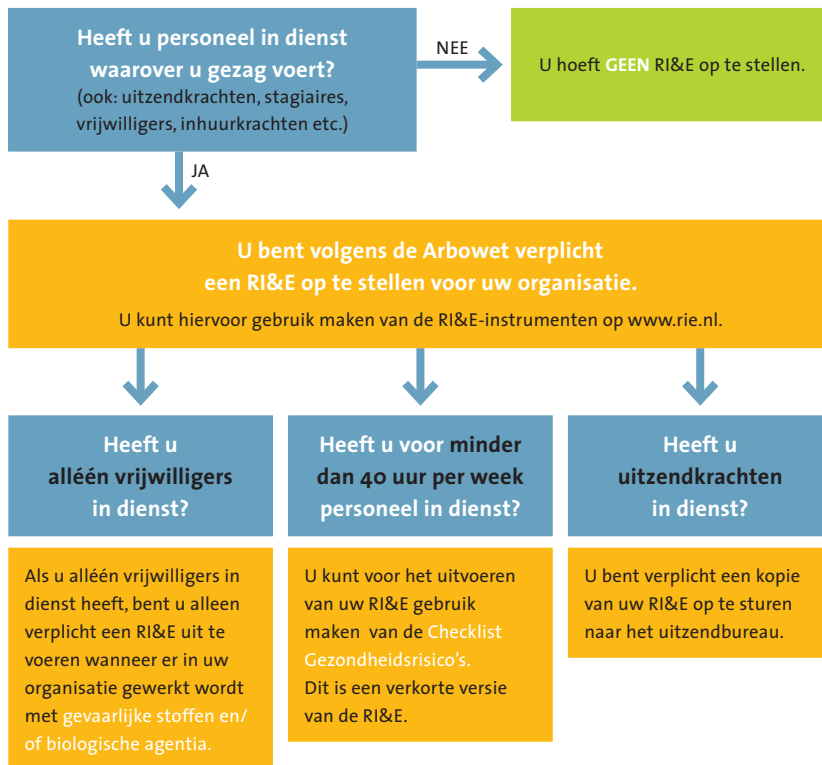 Heeft u personeel in dienst
waarover u gezag voert?
(ook: uitzendkrachten, stagiaires,
vrijwilligers, inhuurkrachten etc.)
NEE
U hoeft GEEN RI&E op te stellen.
JA
U bent volgens de Arbowet verplicht
een RI&E op te stellen voor uw organisatie.
U kunt hiervoor gebruik maken van de RI&E-instrumenten op www.rie.nl.
Heeft u
alléén vrijwilligers
in dienst?
Als u alléén vrijwilligers in
dienst heeft, bent u alleen
verplicht een RI&E uit te
voeren wanneer er in uw
organisatie gewerkt wordt
met gevaarlijke stoffen en/
of biologische agentia.
Heeft u voor minder
dan 40 uur per week
personeel in dienst?
U kunt voor het uitvoeren
van uw RI&E gebruik
maken van de Checklist
Gezondheidsrisico's.
Dit is een verkorte versie
van de RI&E.
Heeft u
uitzendkrachten
in dienst?
U bent verplicht een kopie
van uw RI&E op te sturen
naar het uitzendbureau.